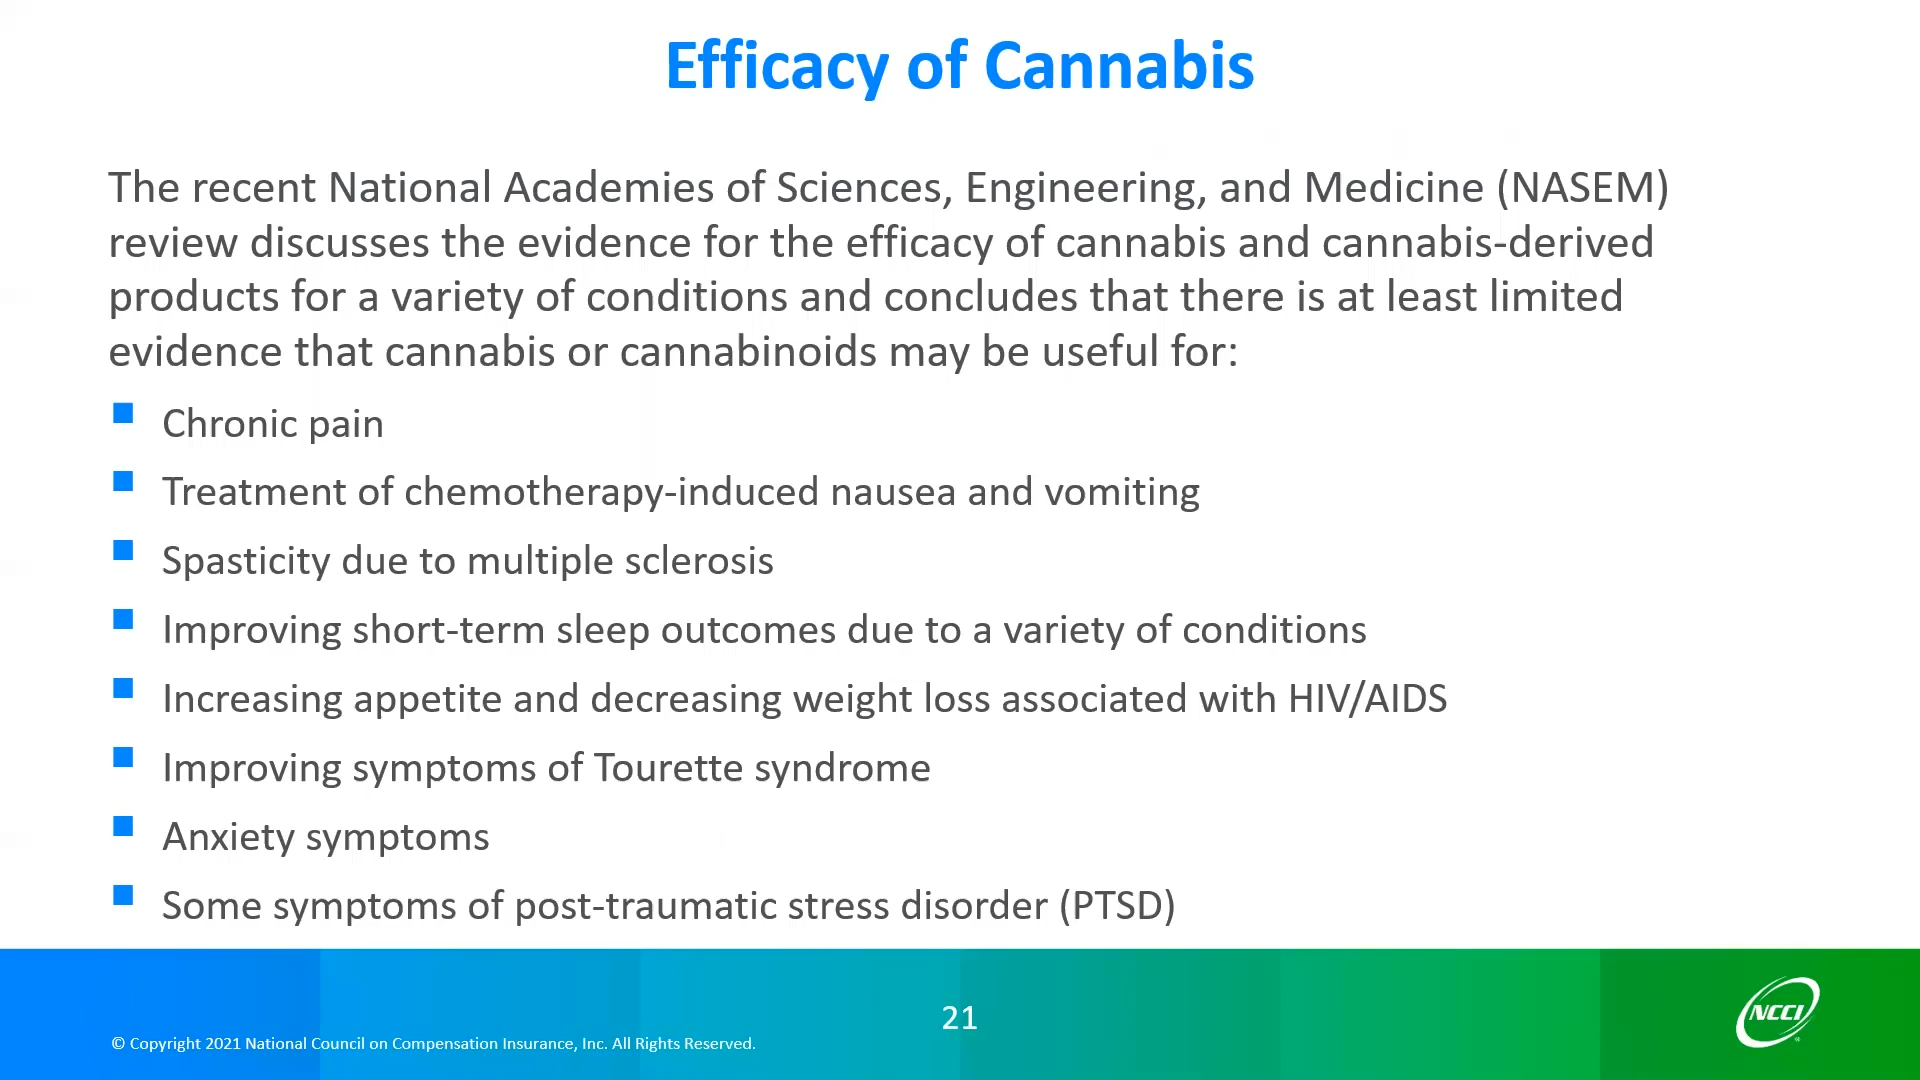 Efficacy of Cannabis
The recent National Academies of Sciences, Engineering, and Medicine (NASEM)
review discusses the evidence for the efficacy of cannabis and cannabis-derived
products for a variety of conditions and concludes that there is at least limited
evidence that cannabis or cannabinoids may be useful for:
Chronic pain
Treatment of chemotherapy-induced nausea and vomiting
Spasticity due to multiple sclerosis
Improving short-term sleep outcomes due to a variety of conditions
Increasing appetite and decreasing weight loss associated with HIV/AIDS
Improving symptoms of Tourette syndrome
Anxiety symptoms
Some symptoms of post-traumatic stress disorder (PTSD)
21
NCCI
© Copyright 2021 National Council on Compensation Insurance, Inc. All Rights Reserved.